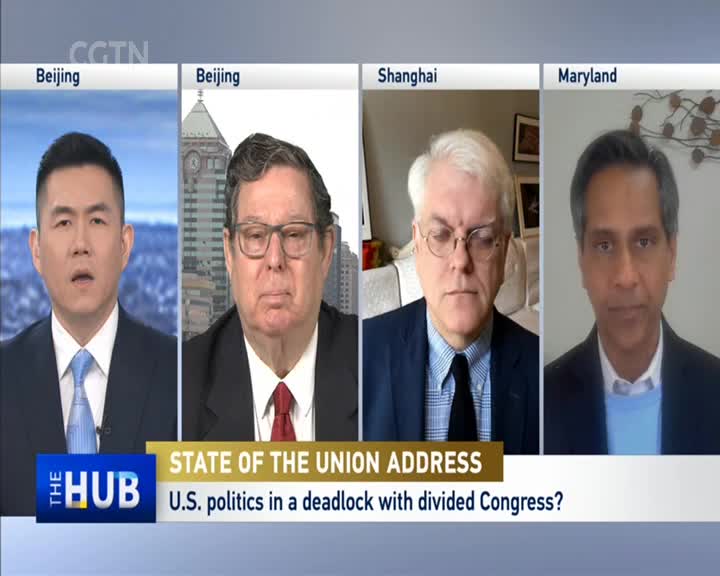 CGTN
Beijing
Beijing
Shanghai
Maryland
STATE OF THE UNION ADDRESS
THE HUB
U.S. politics in a deadlock with divided Congress?